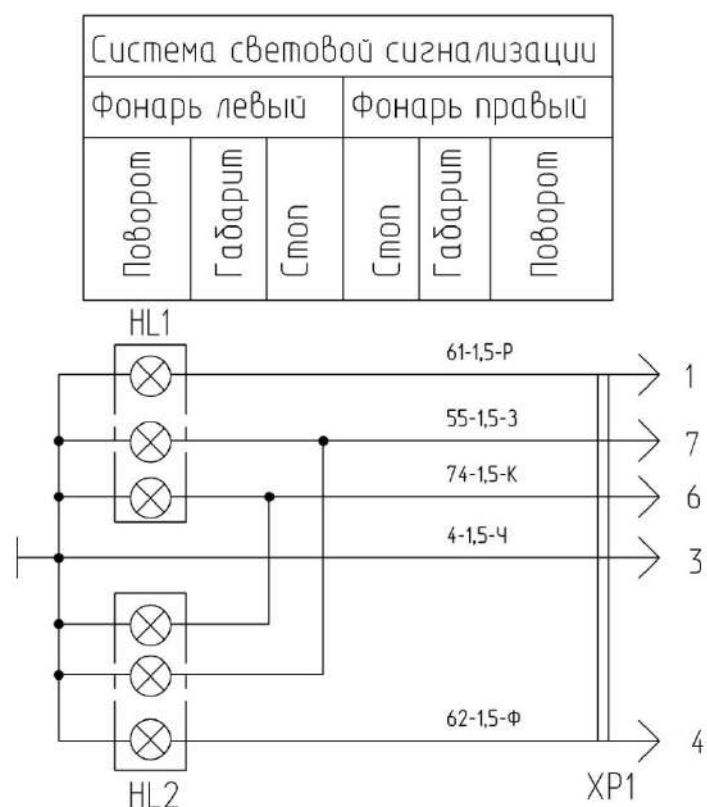 Система световой сигнализации
Фонарь левый
Фонарь правый
Поворот
Габарит
Стоп
Стоп
Габарит
Поворот
HL1
61-1,5-Р
1
55-1,5-З
7
74-1,5-К
6
4-1,5-Ч
3
62-1,5-Ф
4
HL2
XP1